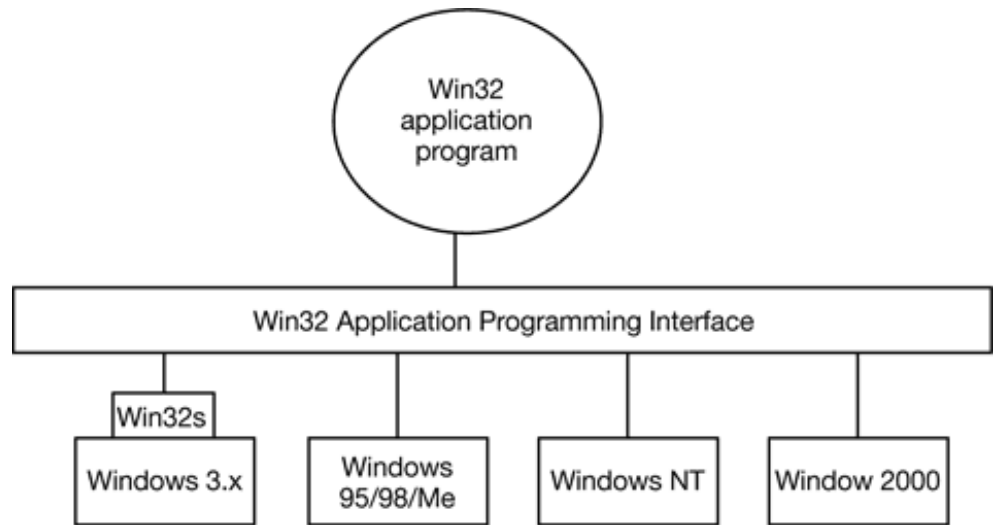 Win32
application
program
Win32 Application Programming Interface
Win32s
Windows 3.x
Windows
95/98/Me
Windows NT
Window 2000